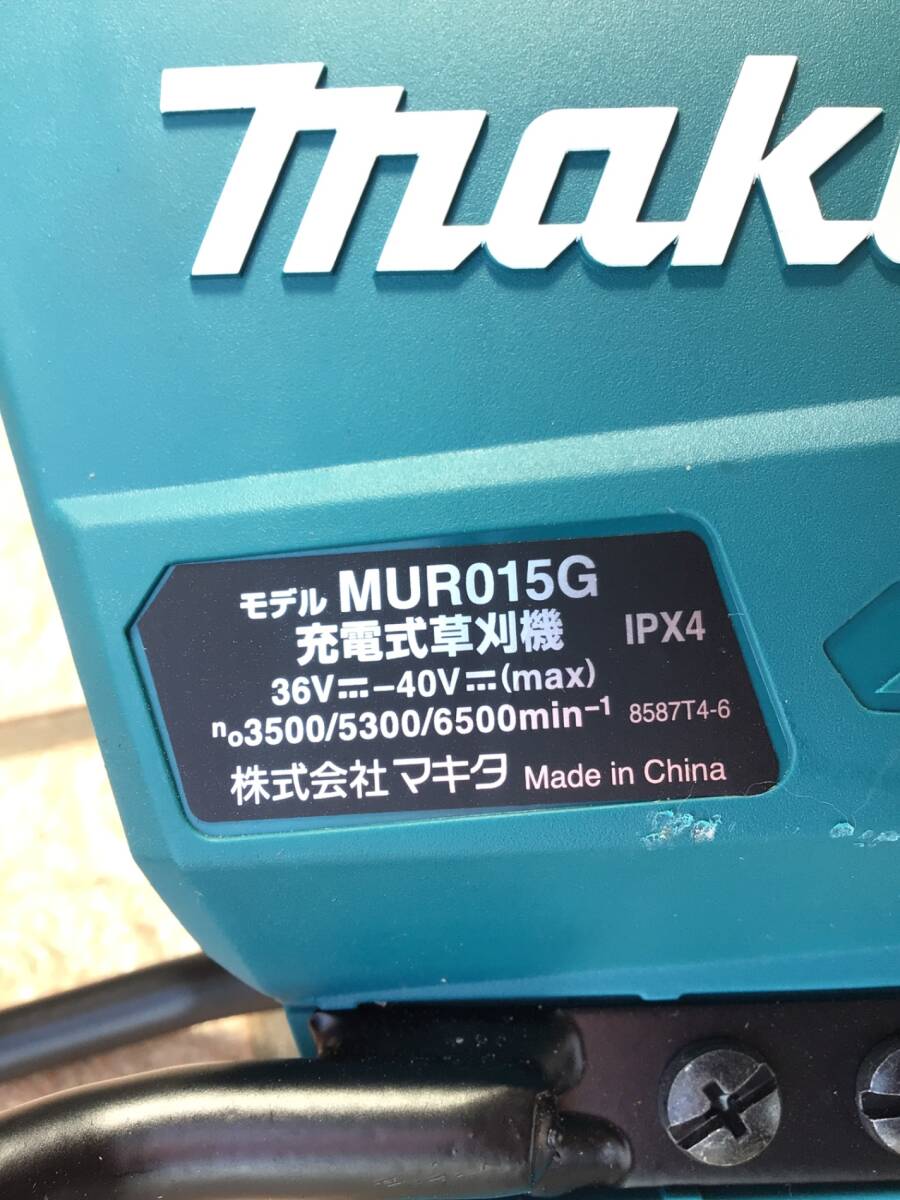 maki
モデル MUR015G
充電式草刈機 IPX4
36V⎓-40V⎓(max)
n₀3500/5300/6500min⁻¹ 8587T4-6
株式会社マキタ Made in China